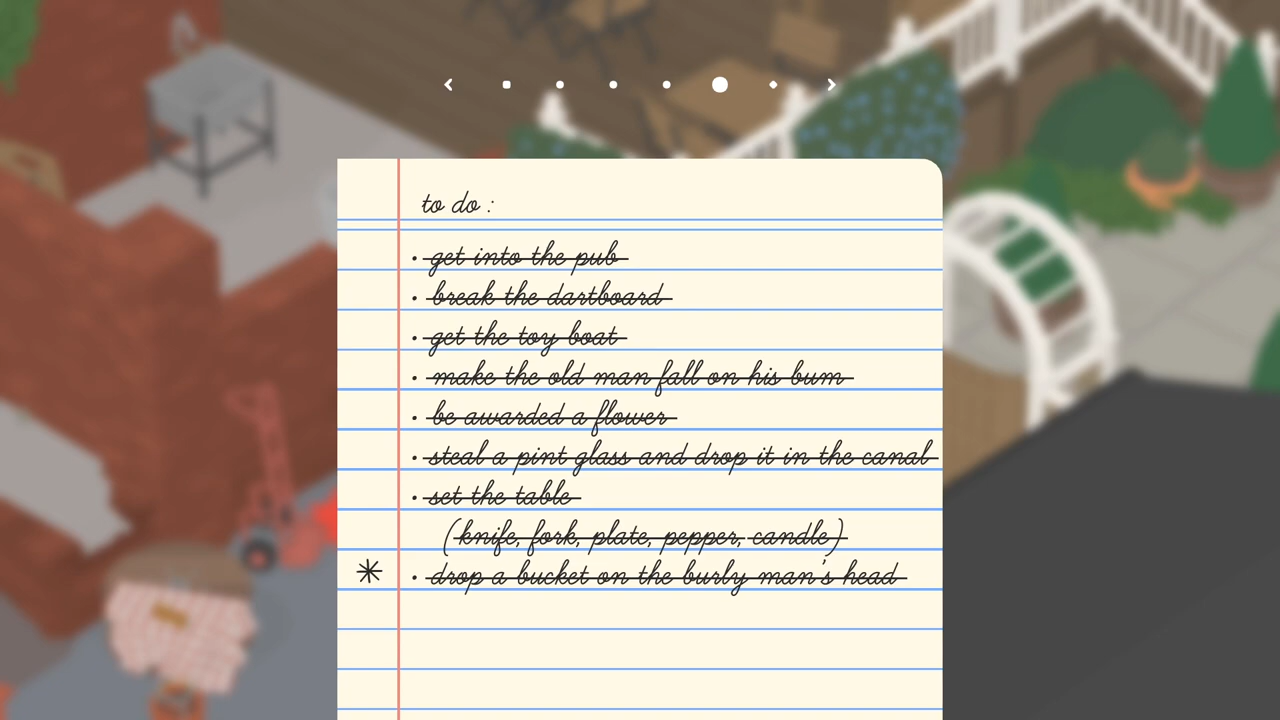 to do :
• get into the pub
• break the dartboard
• get the toy boat
• make the old man fall on his bum
• be awarded a flower
• steal a pint glass and drop it in the canal
• set the table
(knife, fork, plate, pepper, candle)
• drop a bucket on the burly man's head